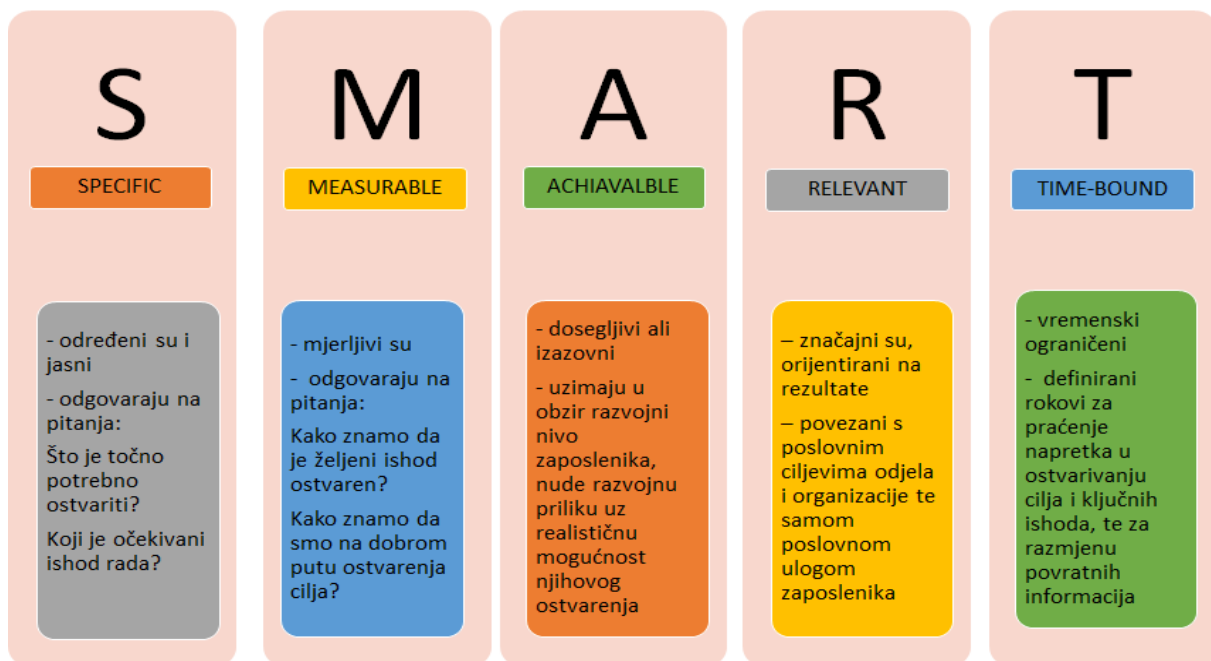 S
SPECIFIC
- određeni su i
jasni
- odgovaraju na
pitanja:
Što je točno
potrebno
ostvariti?
Koji je očekivani
ishod rada?
M
MEASURABLE
- mjerljivi su
- odgovaraju na
pitanja:
Kako znamo da
je željeni ishod
ostvaren?
Kako znamo da
smo na dobrom
putu ostvarenja
cilja?
A
ACHIAVALBLE
- dosegljivi ali
izazovni
- uzimaju u
obzir razvojni
nivo
zaposlenika,
nude razvojnu
priliku uz
realističnu
mogućnost
njihovog
ostvarenja
R
RELEVANT
– značajni su,
orijentirani na
rezultate
– povezani s
poslovnim
ciljevima odjela
i organizacije te
samom
poslovnom
ulogom
zaposlenika
T
TIME-BOUND
- vremenski
ograničeni
- definirani
rokovi za
praćenje
napretka u
ostvarivanju
cilja i ključnih
ishoda, te za
razmjenu
povratnih
informacija